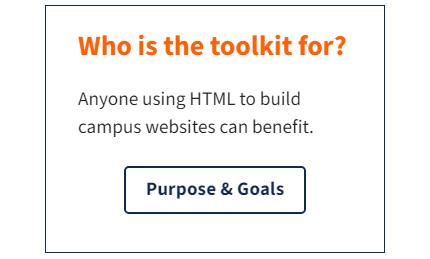 Who is the toolkit for?
Anyone using HTML to build
campus websites can benefit.
Purpose & Goals